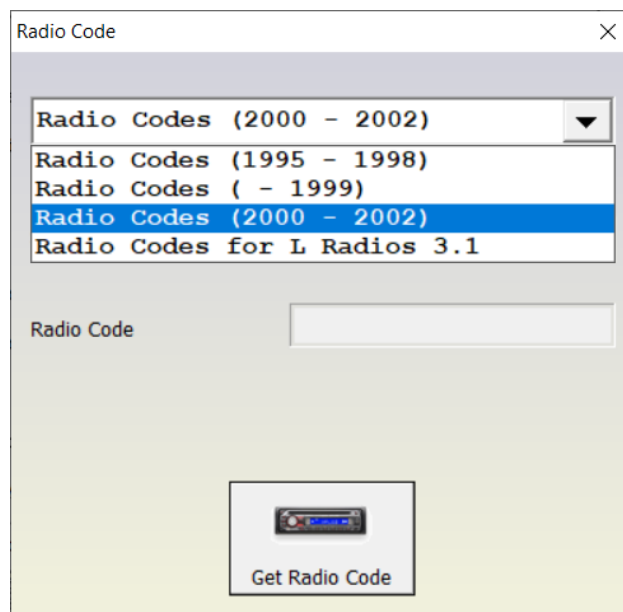 Radio Code
Radio Codes (2000 - 2002)
Radio Codes (1995 - 1998)
Radio Codes ( - 1999)
Radio Codes (2000 - 2002)
Radio Codes for L Radios 3.1
Radio Code
Get Radio Code